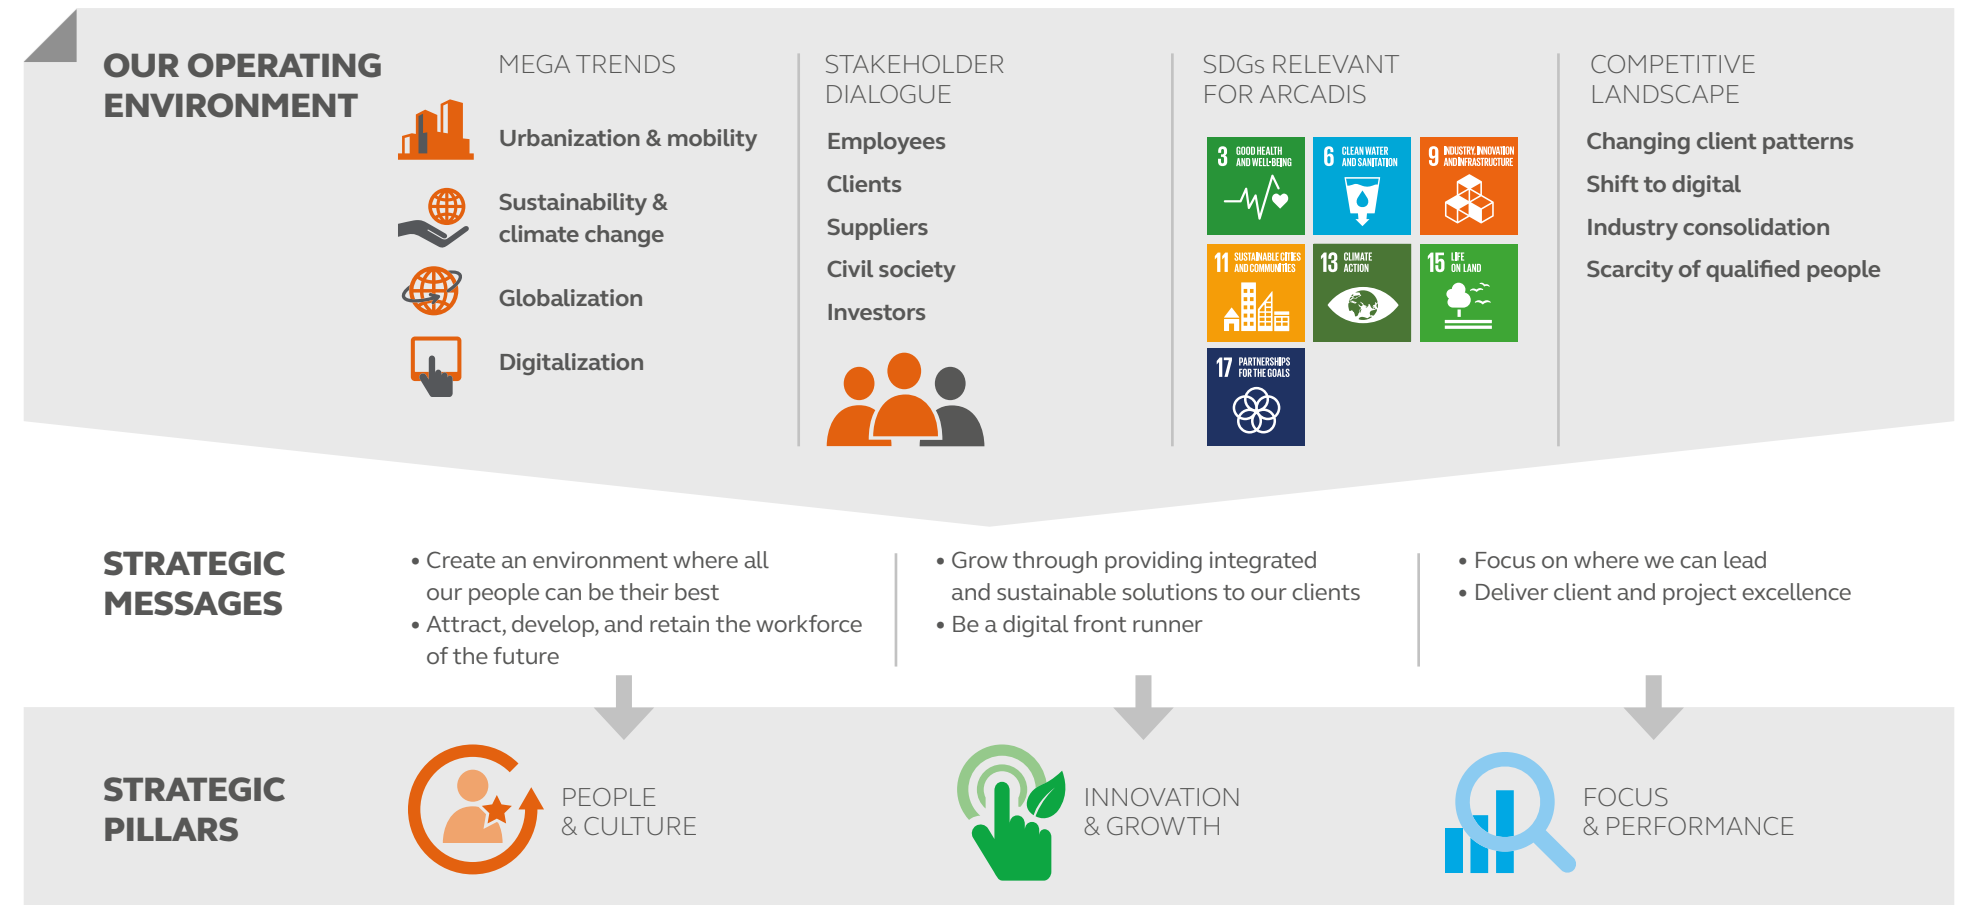 OUR OPERATING
ENVIRONMENT
MEGA TRENDS
Urbanization & mobility
Sustainability &
climate change
Globalization
Digitalization
STAKEHOLDER
DIALOGUE
Employees
Clients
Suppliers
Civil society
Investors
SDGs RELEVANT
FOR ARCADIS
3 GOOD HEALTH
AND WELL-BEING
6 CLEAN WATER
AND SANITATION
9 INDUSTRY, INNOVATION
AND INFRASTRUCTURE
11 SUSTAINABLE CITIES
AND COMMUNITIES
13 CLIMATE
ACTION
15 LIFE
ON LAND
17 PARTNERSHIPS
FOR THE GOALS
COMPETITIVE
LANDSCAPE
Changing client patterns
Shift to digital
Industry consolidation
Scarcity of qualified people
STRATEGIC
MESSAGES
• Create an environment where all
our people can be their best
• Attract, develop, and retain the workforce
of the future
• Grow through providing integrated
and sustainable solutions to our clients
• Be a digital front runner
• Focus on where we can lead
• Deliver client and project excellence
STRATEGIC
PILLARS
PEOPLE
& CULTURE
INNOVATION
& GROWTH
FOCUS
& PERFORMANCE